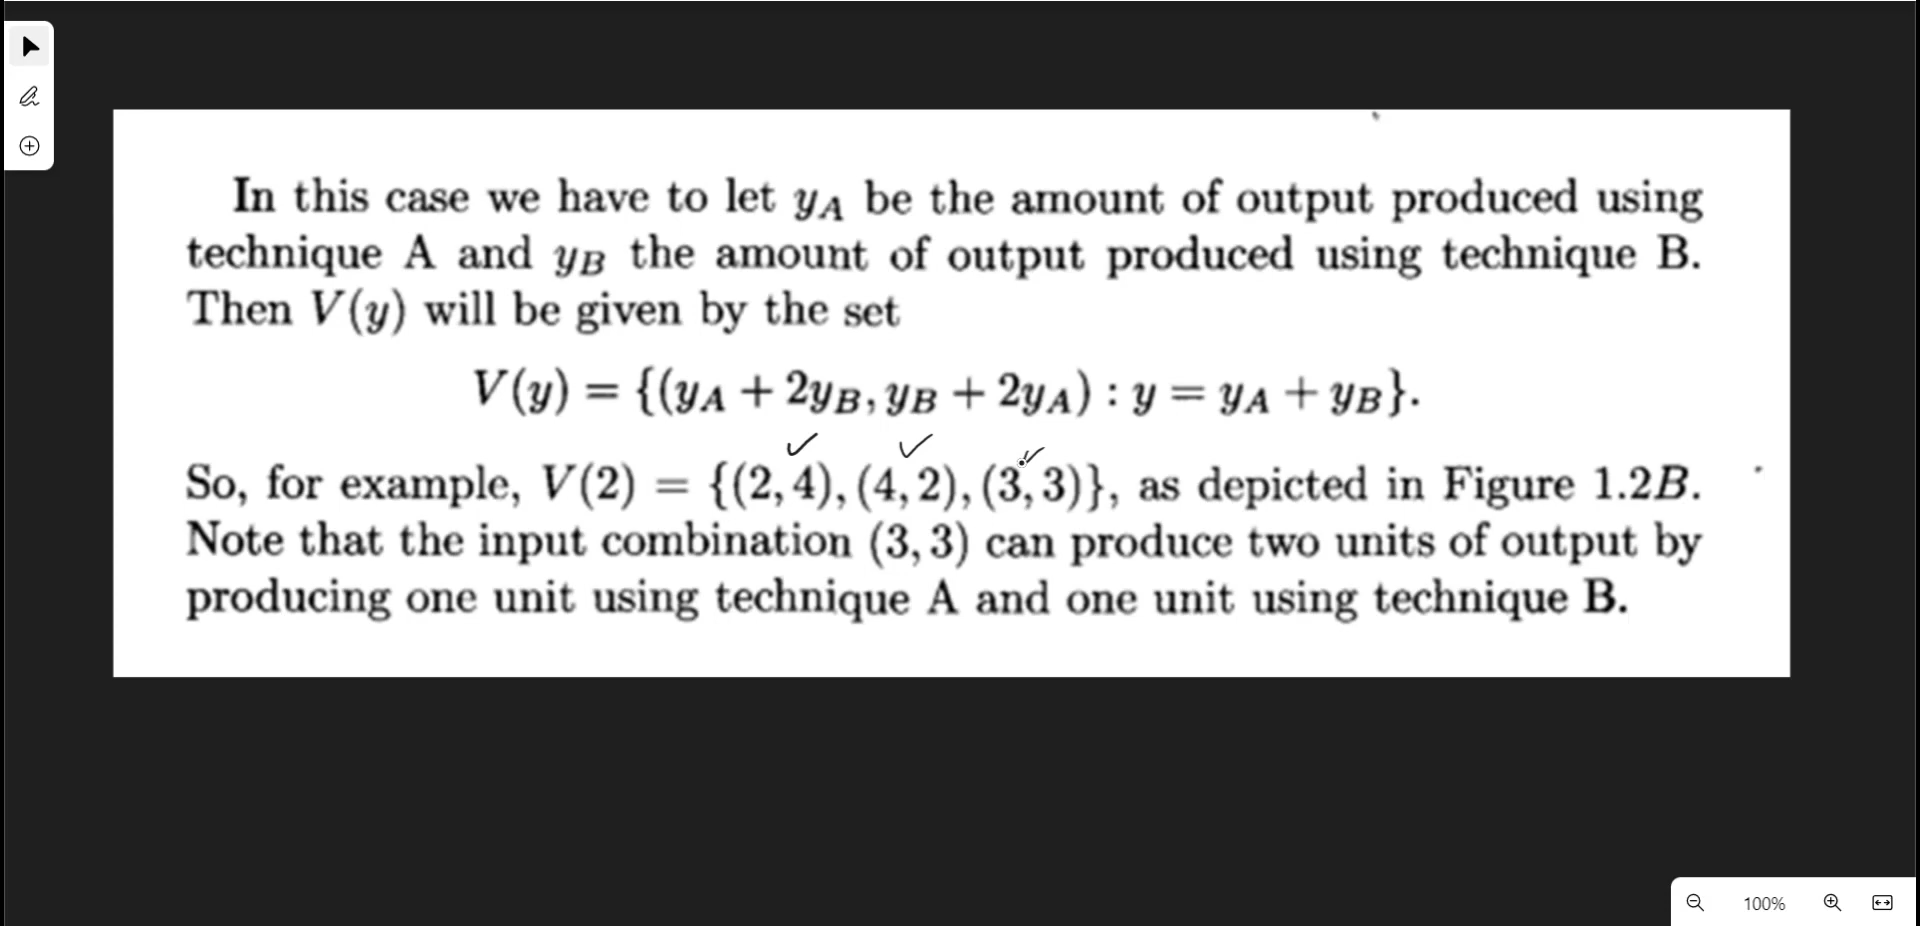 In this case we have to let y_A be the amount of output produced using
technique A and y_B the amount of output produced using technique B.
Then V(y) will be given by the set
V(y) = {(y_A + 2y_B, y_B + 2y_A) : y = y_A + y_B}.
So, for example, V(2) = {(2, 4), (4, 2), (3, 3)}, as depicted in Figure 1.2B.
Note that the input combination (3, 3) can produce two units of output by
producing one unit using technique A and one unit using technique B.
100%